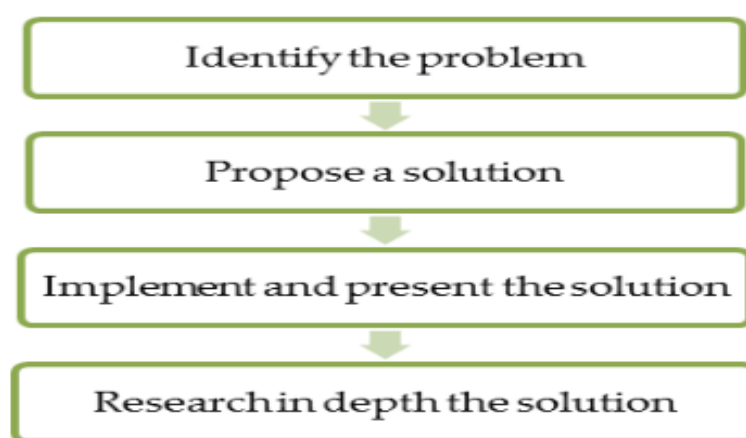 Identify the problem
Propose a solution
Implement and present the solution
Research in depth the solution